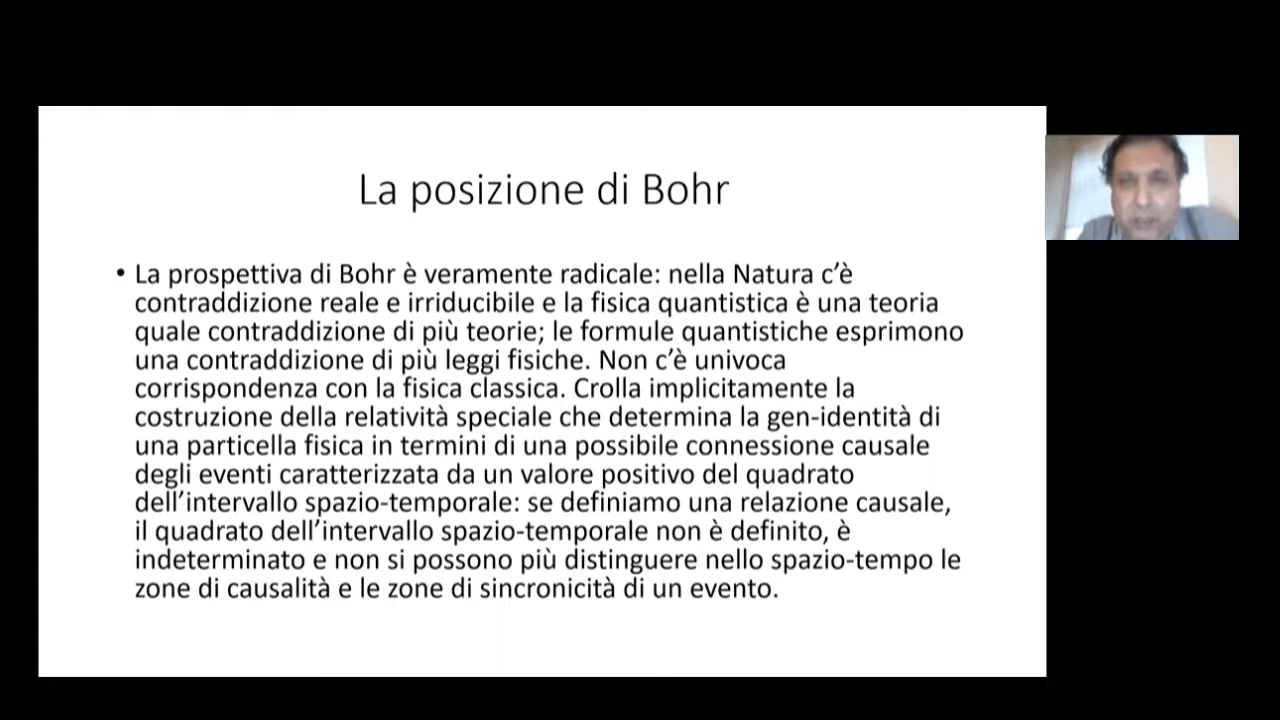 La posizione di Bohr
• La prospettiva di Bohr è veramente radicale: nella Natura c’è
contraddizione reale e irriducibile e la fisica quantistica è una teoria
quale contraddizione di più teorie; le formule quantistiche esprimono
una contraddizione di più leggi fisiche. Non c’è univoca
corrispondenza con la fisica classica. Crolla implicitamente la
costruzione della relatività speciale che determina la gen-identità di
una particella fisica in termini di una possibile connessione causale
degli eventi caratterizzata da un valore positivo del quadrato
dell’intervallo spazio-temporale: se definiamo una relazione causale,
il quadrato dell’intervallo spazio-temporale non è definito, è
indeterminato e non si possono più distinguere nello spazio-tempo le
zone di causalità e le zone di sincronicità di un evento.